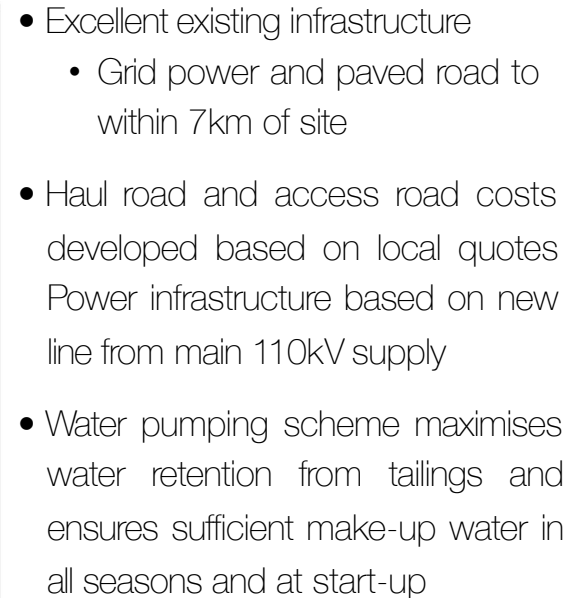 • Excellent existing infrastructure
• Grid power and paved road to
within 7km of site
• Haul road and access road costs
developed based on local quotes
Power infrastructure based on new
line from main 110kV supply
• Water pumping scheme maximises
water retention from tailings and
ensures sufficient make-up water in
all seasons and at start-up